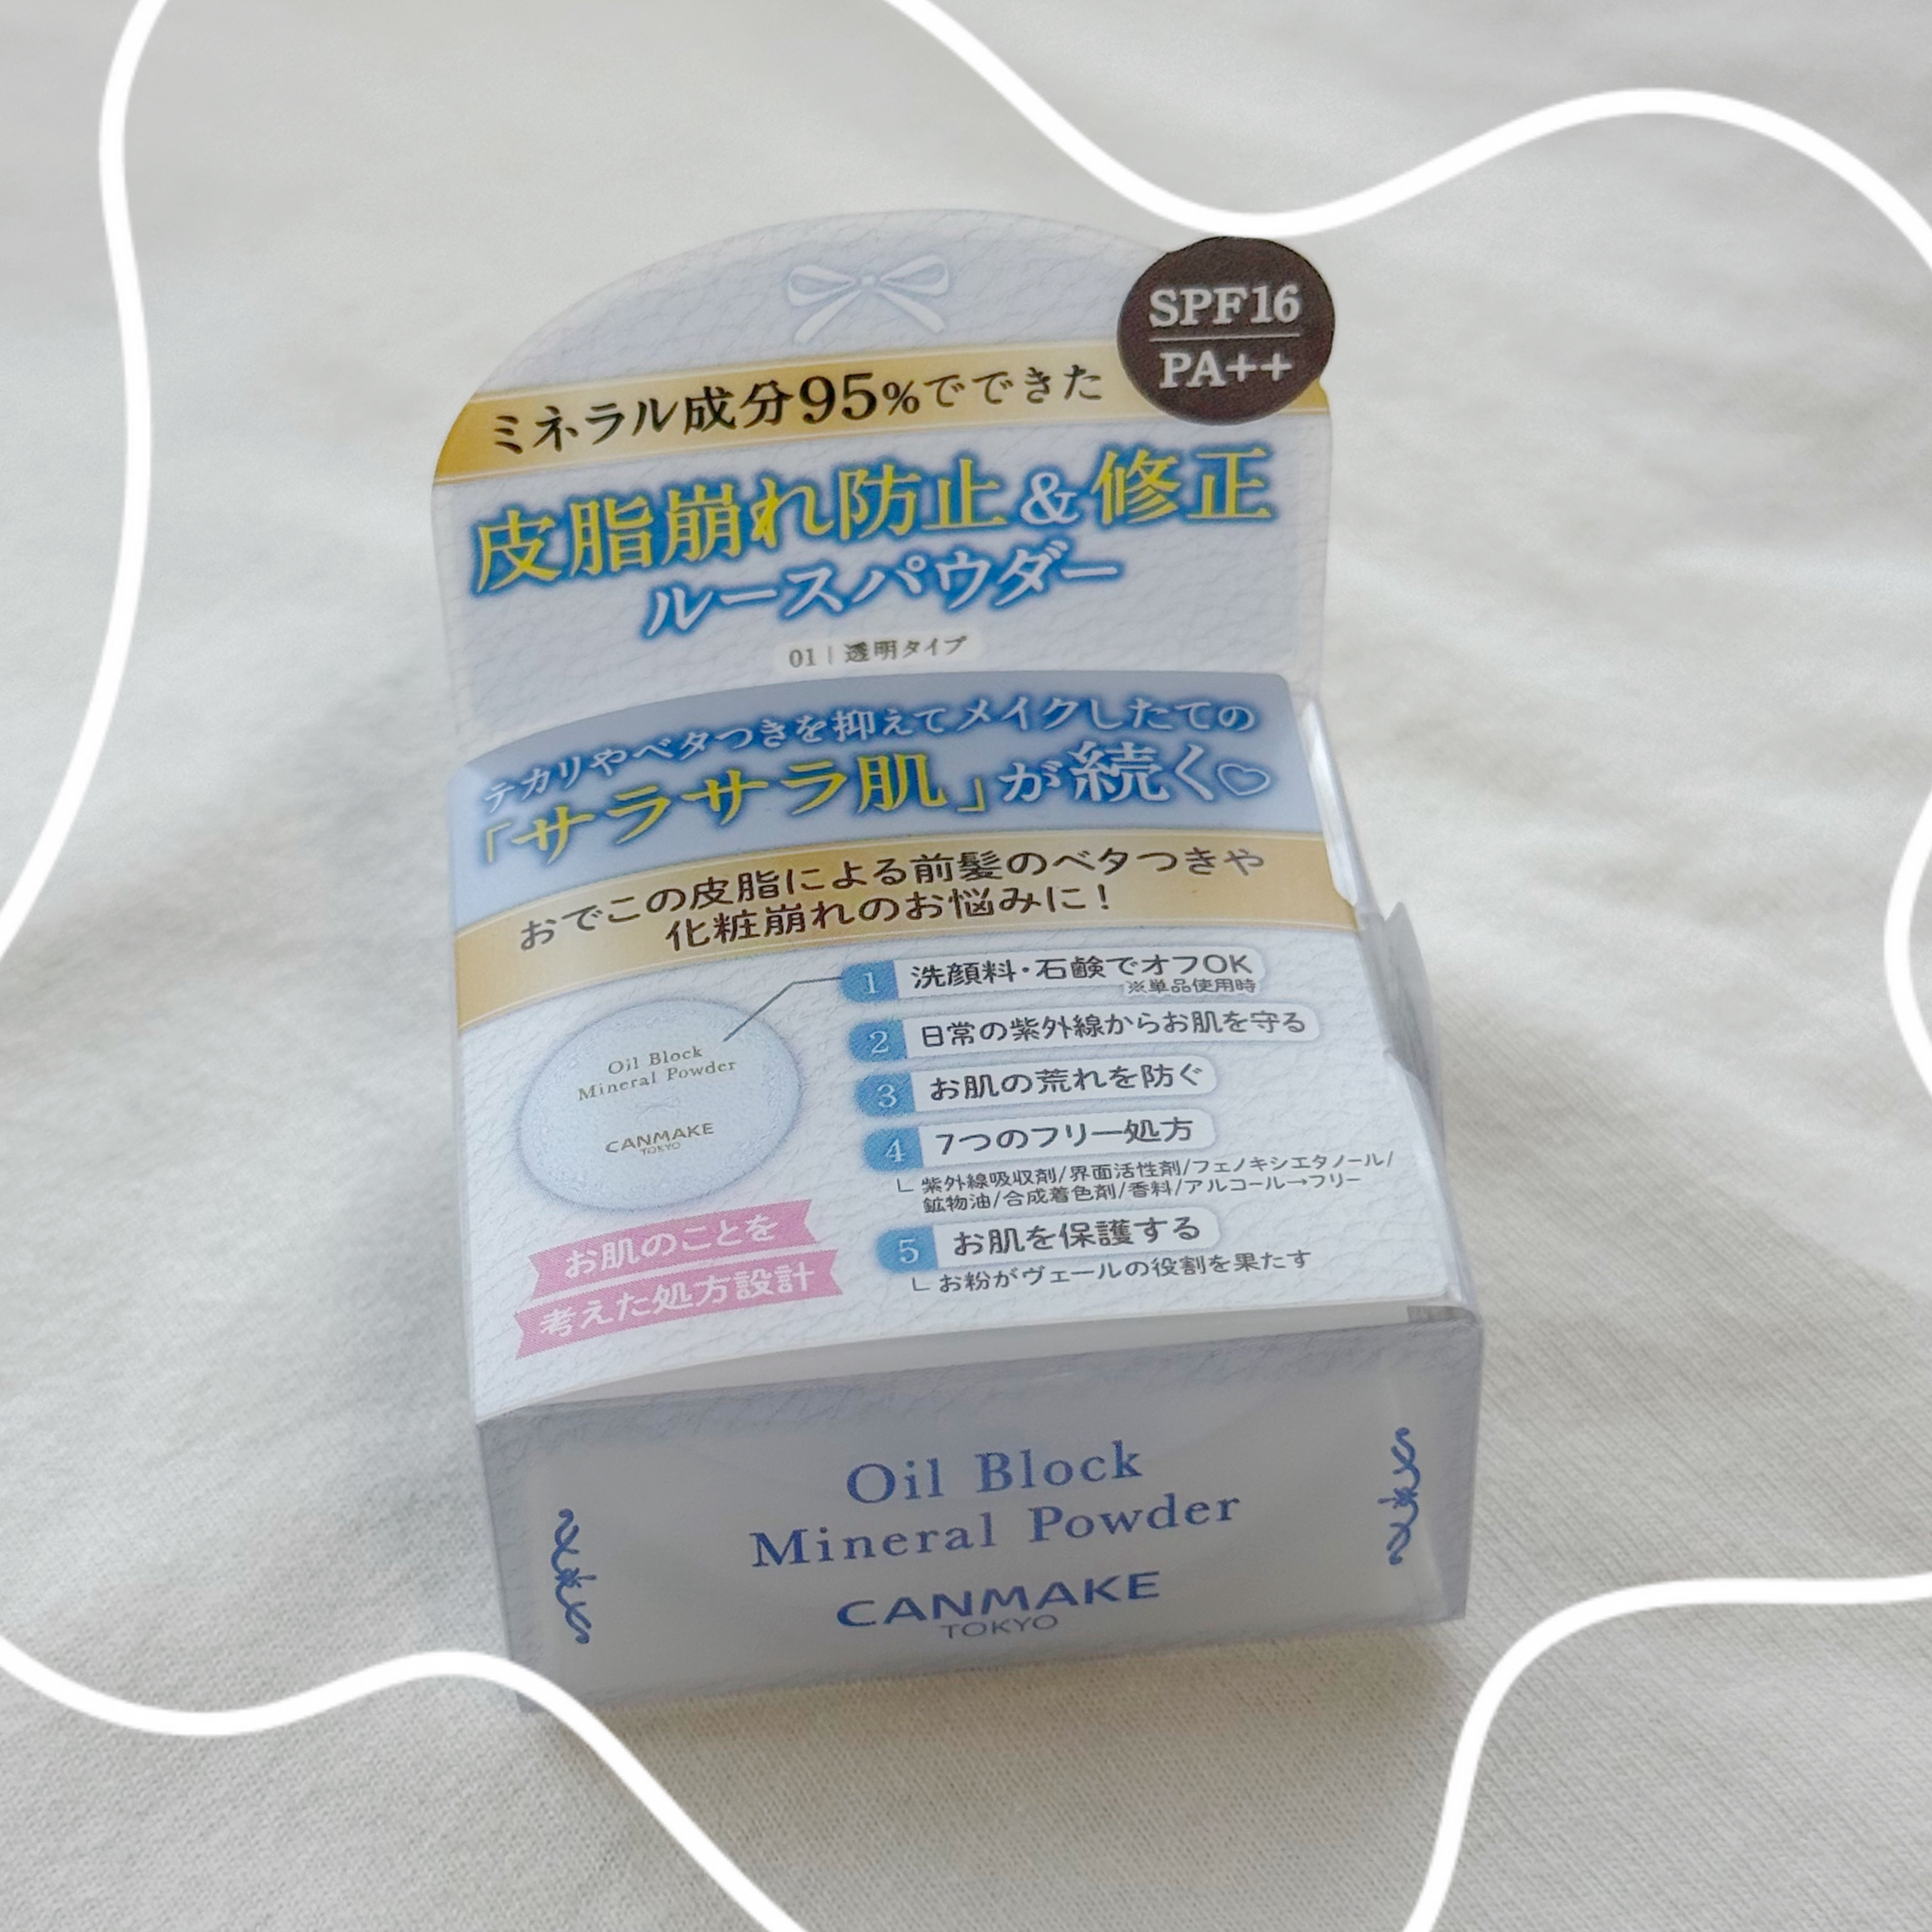 SPF16
PA++
ミネラル成分95%でできた
皮脂崩れ防止&修正
ルースパウダー
01|透明タイプ
テカリやベタつきを抑えてメイクしたての
「サラサラ肌」が続く♡
おでこの皮脂による前髪のベタつきや
化粧崩れのお悩みに!
1 洗顔料・石鹸でオフOK
※単品使用時
2 日常の紫外線からお肌を守る
3 お肌の荒れを防ぐ
4 7つのフリー処方
紫外線吸収剤/界面活性剤/フェノキシエタノール/
鉱物油/合成着色剤/香料/アルコール→フリー
5 お肌を保護する
お粉がヴェールの役割を果たす
Oil Block
Mineral Powder
CANMAKE
TOKYO
お肌のことを
考えた処方設計
Oil Block
Mineral Powder
CANMAKE
TOKYO